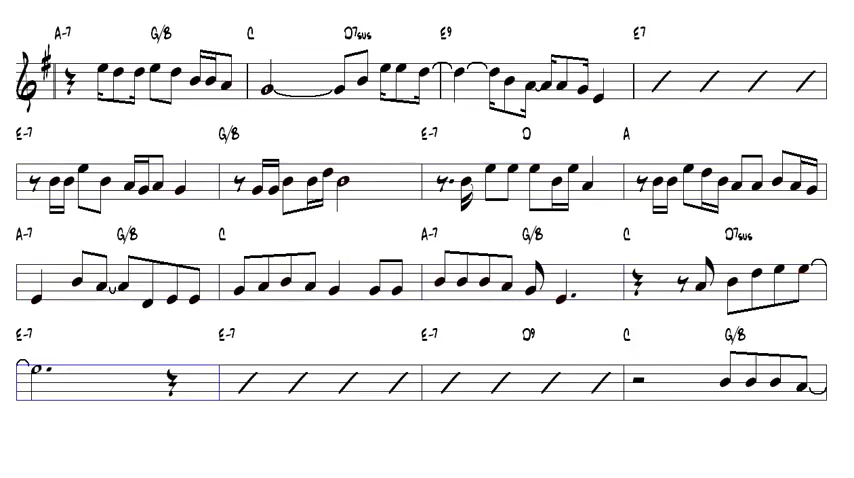 A-7 G/B C D7sus E9 E7
E-7 G/B E-7 D A
A-7 G/B C A-7 G/B C D7sus
E-7 E-7 E-7 D9 C G/B